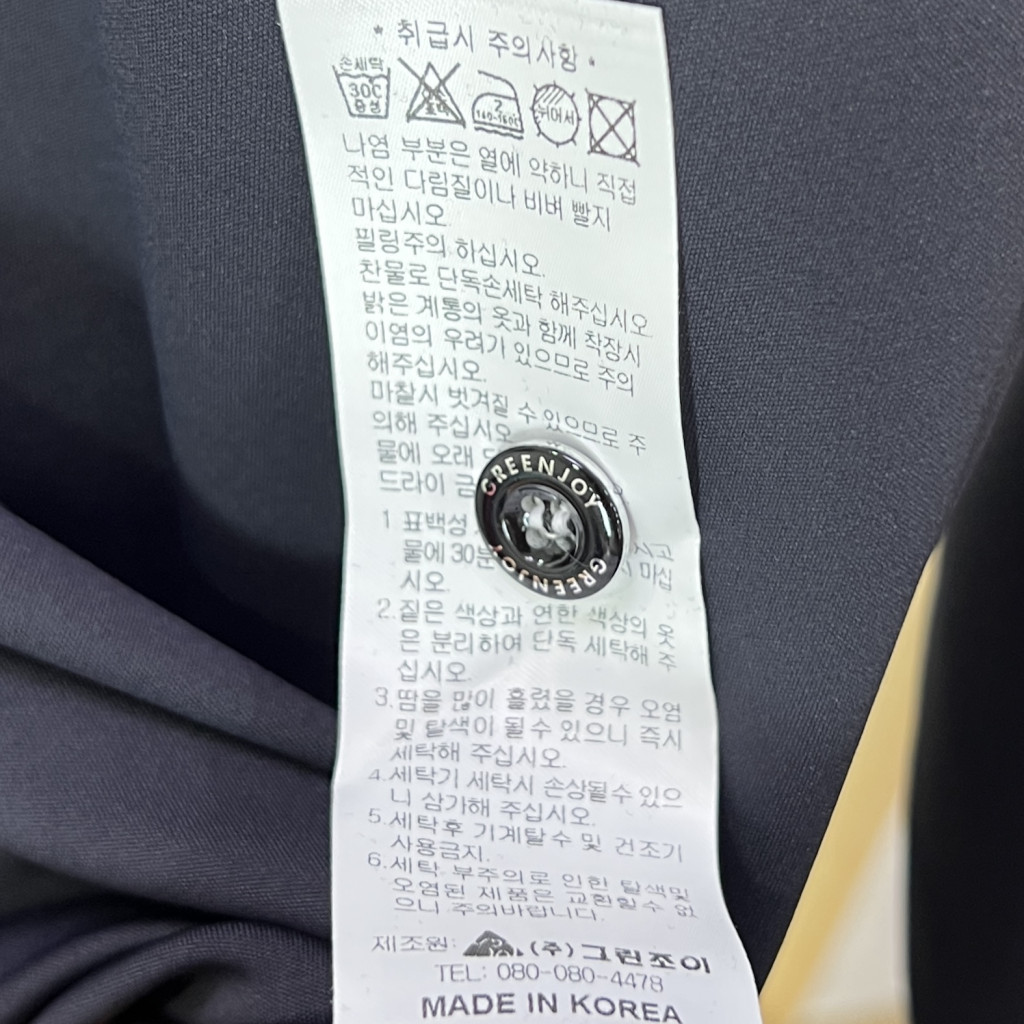 * 취급시 주의사항 *
손세탁
30C
중성
2
140-160℃
뉘어서
나염 부분은 열에 약하니 직접
적인 다림질이나 비벼 빨지
마십시오.
필링주의 하십시오.
찬물로 단독손세탁 해주십시오
밝은 계통의 옷과 함께 착장시
이염의 우려가 있으므로 주의
해주십시오.
마찰시 벗겨질 수 있으므로 주
의해 주십시오
물에 오래
드라이 금
GREENJOY
GREENJOY
1 표백성
물에 30분 마십
시오.
2.짙은 색상과 연한 색상의 옷
은 분리하여 단독 세탁해 주
십시오.
3.땀을 많이 흘렸을 경우 오염
및 탈색이 될수 있으니 즉시
세탁해 주십시오.
4.세탁기 세탁시 손상될수 있으
니 삼가해 주십시오.
5.세탁후 기계탈수 및 건조기
사용금지.
6.세탁 부주의로 인한 탈색및
오염된 제품은 교환할수 없
으니 주의바랍니다.
제조원: (주)그린조이
TEL: 080-080-4478
MADE IN KOREA